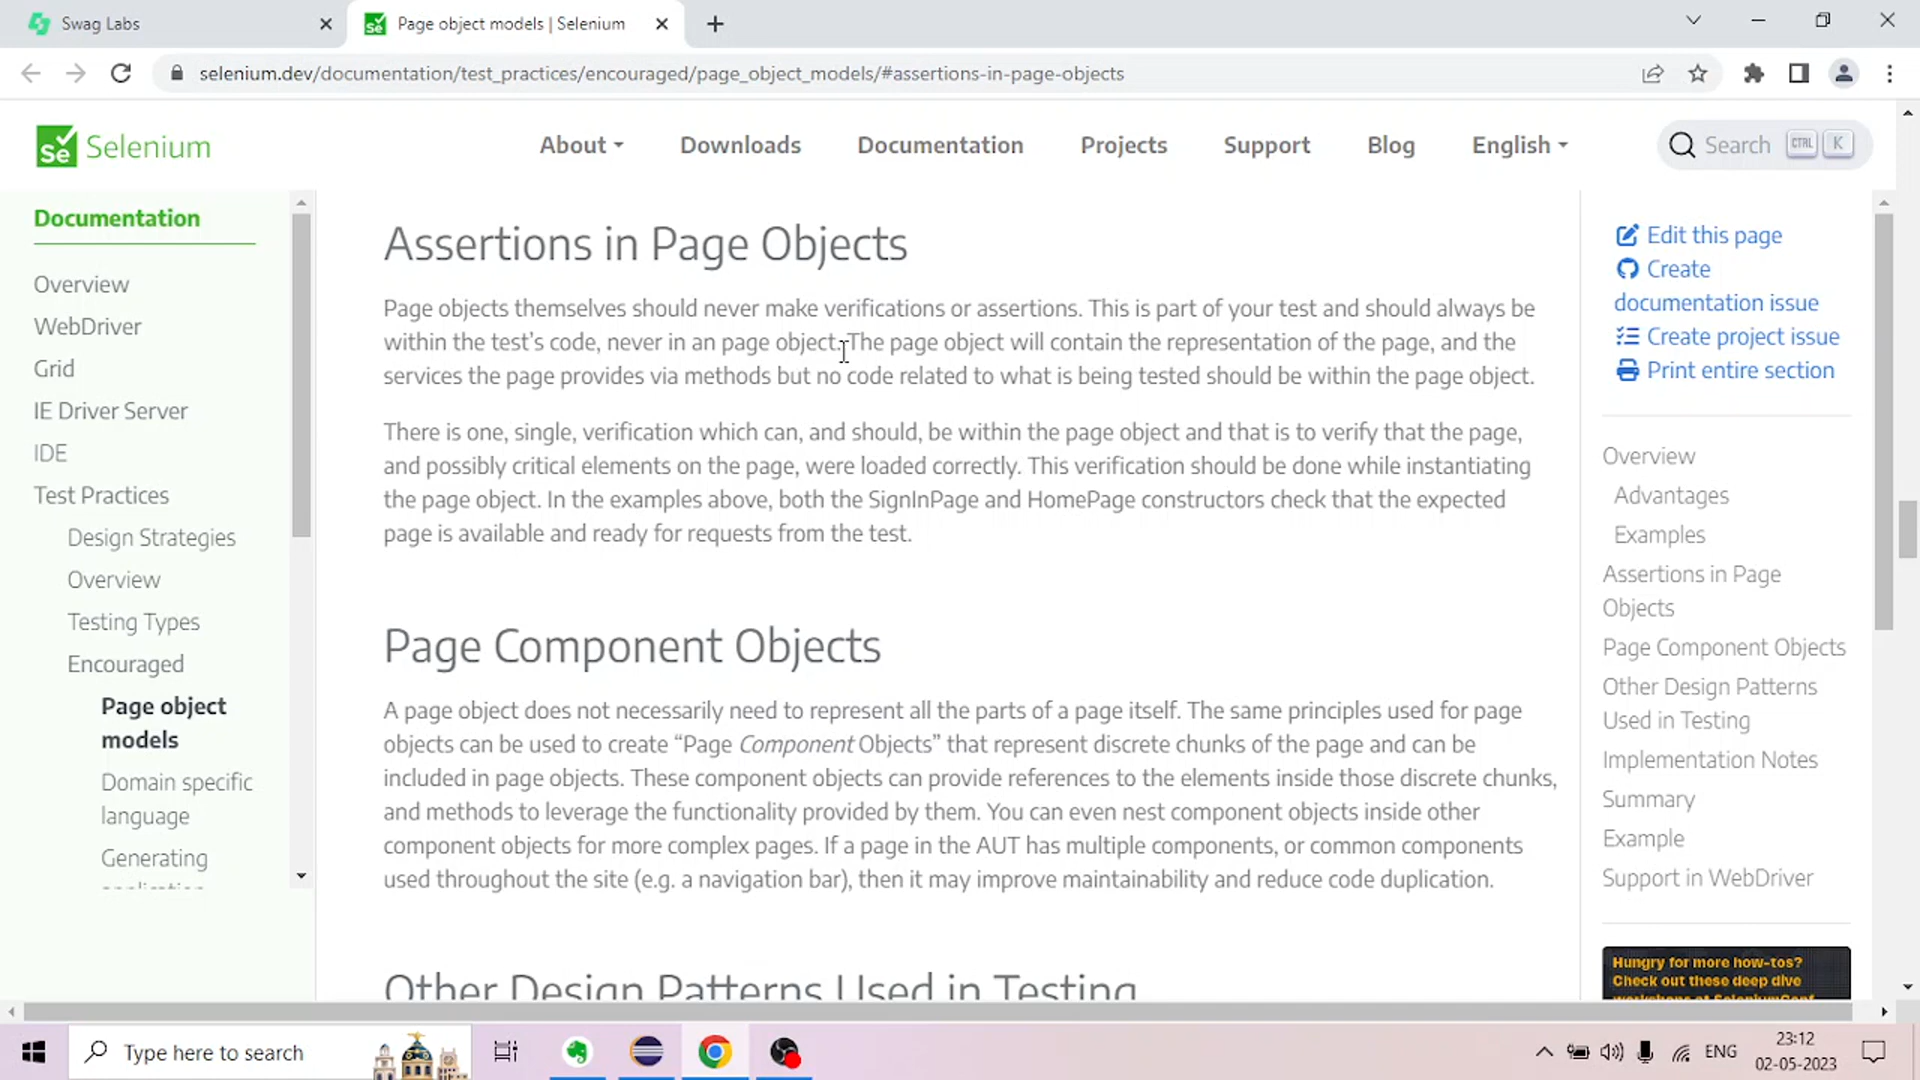 Swag Labs
Page object models | Selenium
selenium.dev/documentation/test_practices/encouraged/page_object_models/#assertions-in-page-objects
Se Selenium
About
Downloads
Documentation
Projects
Support
Blog
English
Search CTRL K
Documentation
Overview
WebDriver
Grid
IE Driver Server
IDE
Test Practices
Design Strategies
Overview
Testing Types
Encouraged
Page object
models
Domain specific
language
Generating
Assertions in Page Objects
Page objects themselves should never make verifications or assertions. This is part of your test and should always be
within the test’s code, never in an page object. The page object will contain the representation of the page, and the
services the page provides via methods but no code related to what is being tested should be within the page object.
There is one, single, verification which can, and should, be within the page object and that is to verify that the page,
and possibly critical elements on the page, were loaded correctly. This verification should be done while instantiating
the page object. In the examples above, both the SignInPage and HomePage constructors check that the expected
page is available and ready for requests from the test.
Page Component Objects
A page object does not necessarily need to represent all the parts of a page itself. The same principles used for page
objects can be used to create “Page Component Objects” that represent discrete chunks of the page and can be
included in page objects. These component objects can provide references to the elements inside those discrete chunks,
and methods to leverage the functionality provided by them. You can even nest component objects inside other
component objects for more complex pages. If a page in the AUT has multiple components, or common components
used throughout the site (e.g. a navigation bar), then it may improve maintainability and reduce code duplication.
Other Design Patterns Used in Testing
Edit this page
Create
documentation issue
Create project issue
Print entire section
Overview
Advantages
Examples
Assertions in Page
Objects
Page Component Objects
Other Design Patterns
Used in Testing
Implementation Notes
Summary
Example
Support in WebDriver
Hungry for more how-tos?
Check out these deep dive
Type here to search
ENG
23:12
02-05-2023